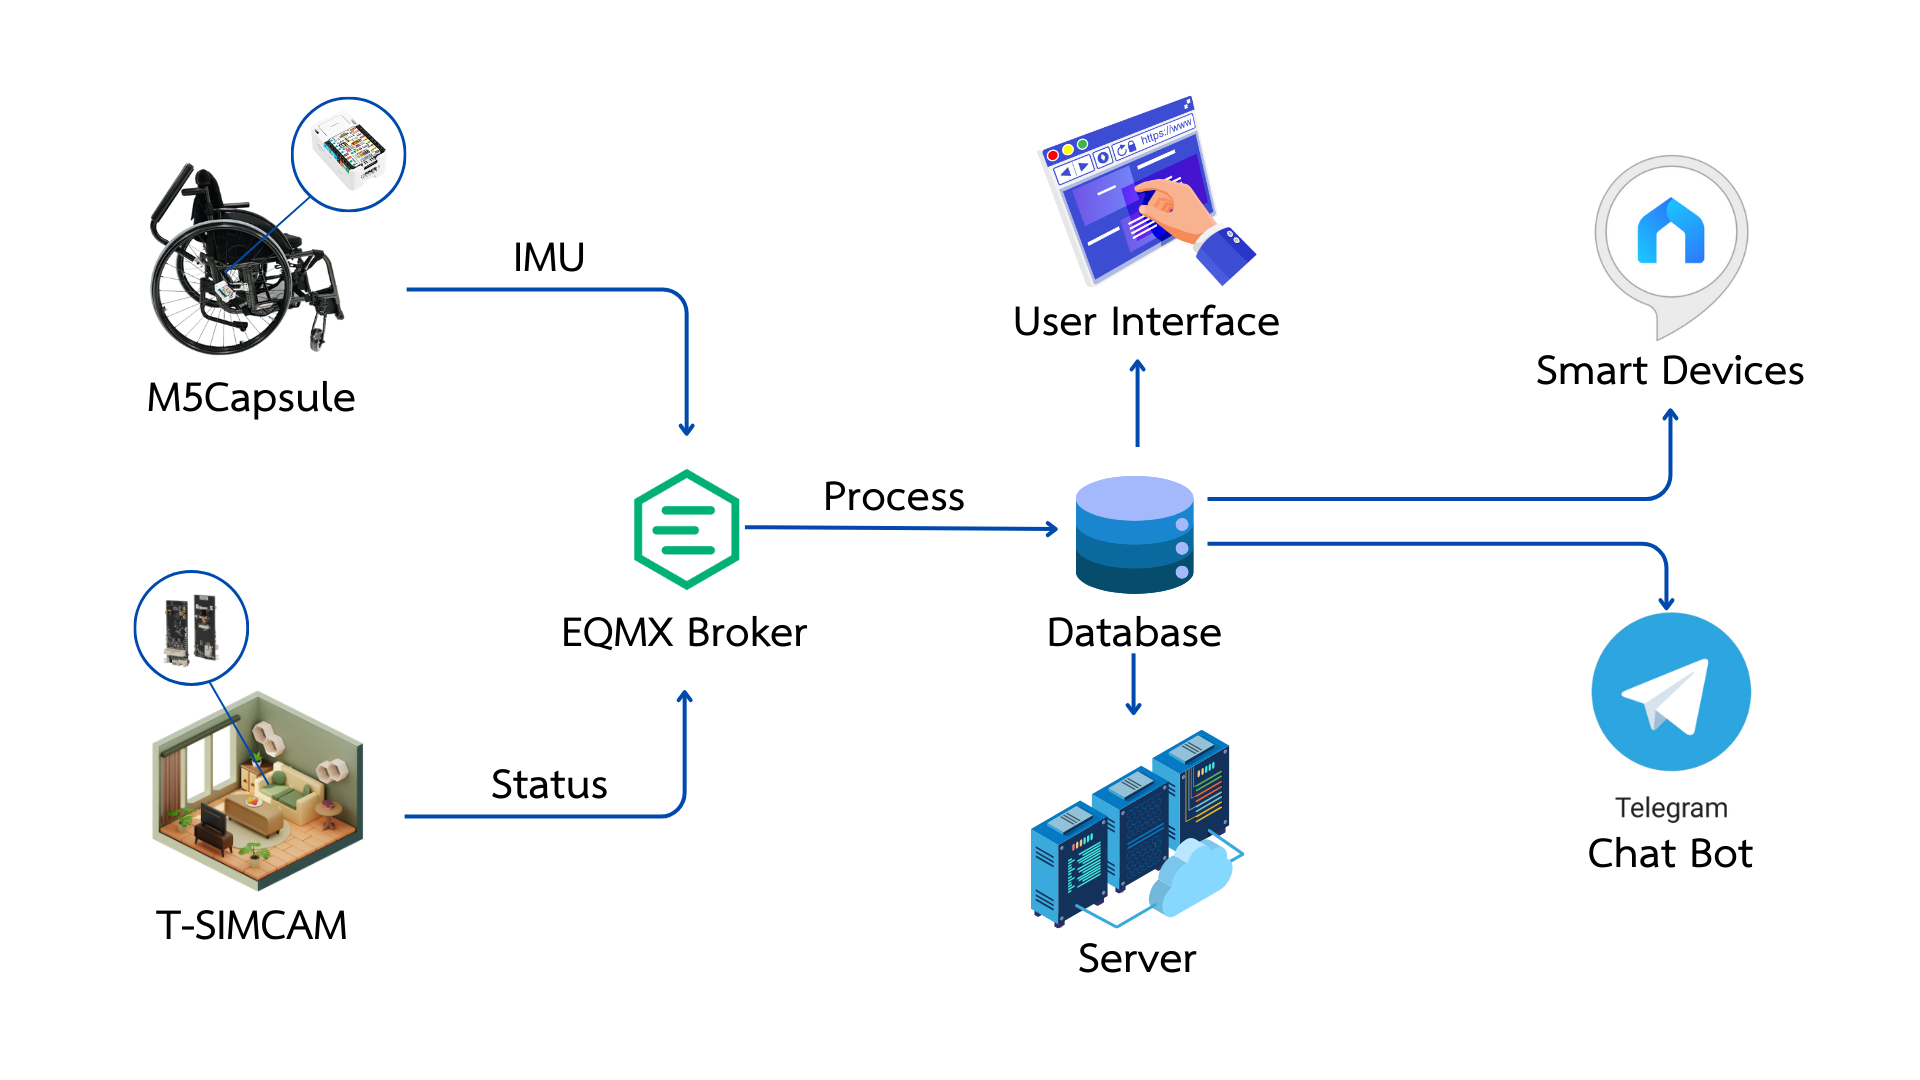 IMU
M5Capsule
https://www
User Interface
Smart Devices
Process
EQMX Broker
Database
Status
T-SIMCAM
Server
Telegram
Chat Bot